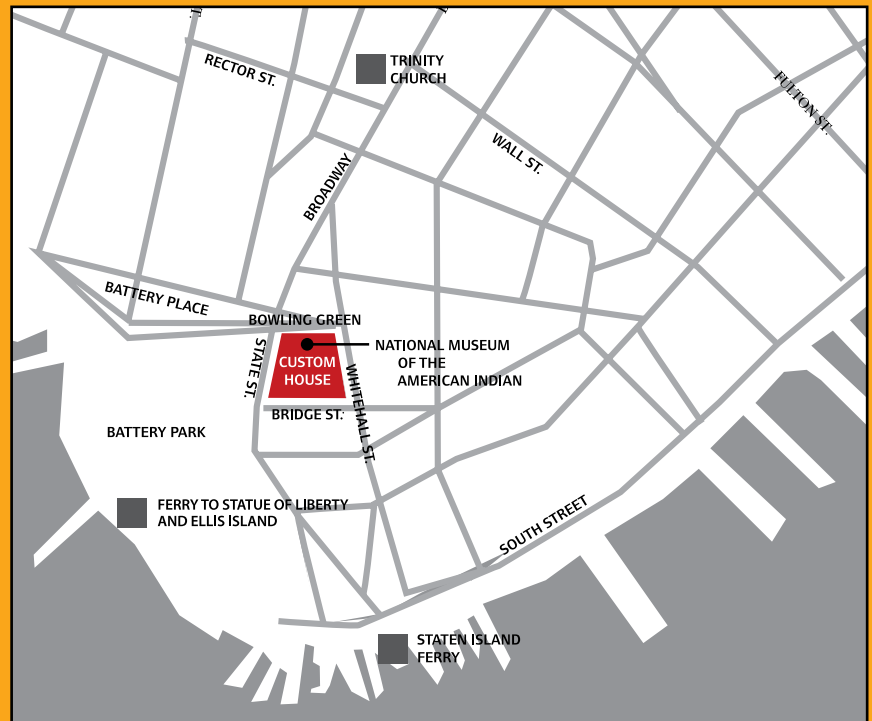 TRINITY
CHURCH
RECTOR ST.
FULTON ST.
WALL ST.
BROADWAY
BATTERY PLACE
BOWLING GREEN
NATIONAL MUSEUM
OF THE
AMERICAN INDIAN
CUSTOM
HOUSE
STATE ST.
WHITEHALL ST.
BRIDGE ST.
BATTERY PARK
FERRY TO STATUE OF LIBERTY
AND ELLIS ISLAND
SOUTH STREET
STATEN ISLAND
FERRY